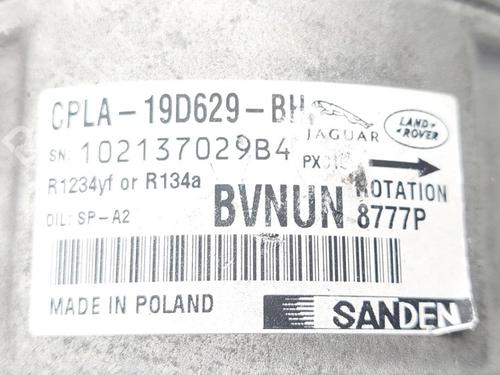 CPLA-19D629-BH
JAGUAR
LAND ROVER
SN: 102137029B4
R1234yf or R134a
BVNUN
ROTATION
OIL: SP-A2
8777P
MADE IN POLAND
SANDEN